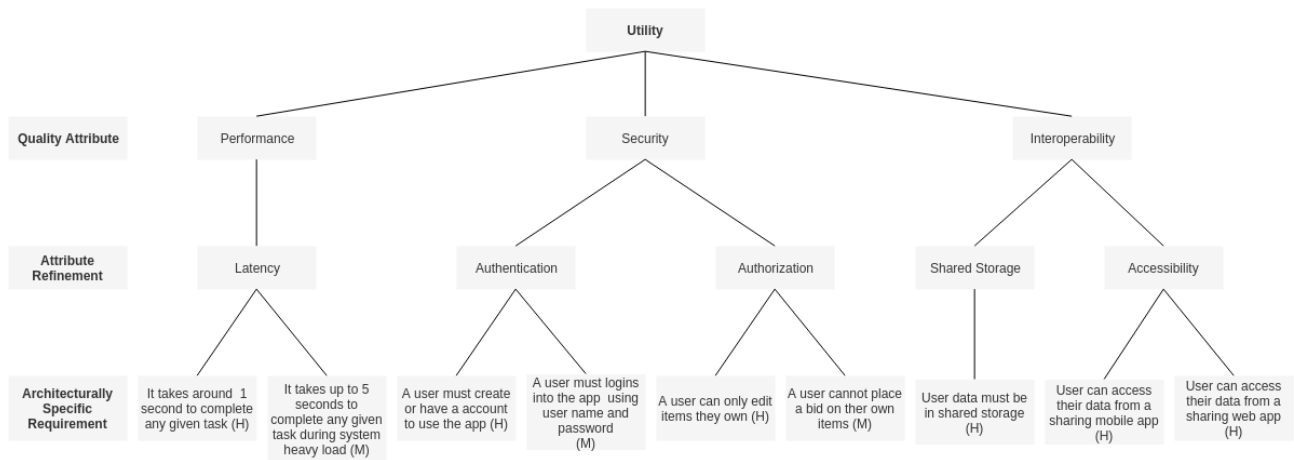 Utility
Quality Attribute
Performance
Security
Interoperability
Attribute
Refinement
Latency
Authentication
Authorization
Shared Storage
Accessibility
Architecturally
Specific
Requirement
It takes around 1
second to complete
any given task (H)
It takes up to 5
seconds to
complete any given
task during system
heavy load (M)
A user must create
or have a account
to use the app (H)
A user must logins
into the app using
user name and
password
(M)
A user can only edit
items they own (H)
A user cannot place
a bid on ther own
items (M)
User data must be
in shared storage
(H)
User can access
their data from a
sharing mobile app
(H)
User can access
their data from a
sharing web app
(H)